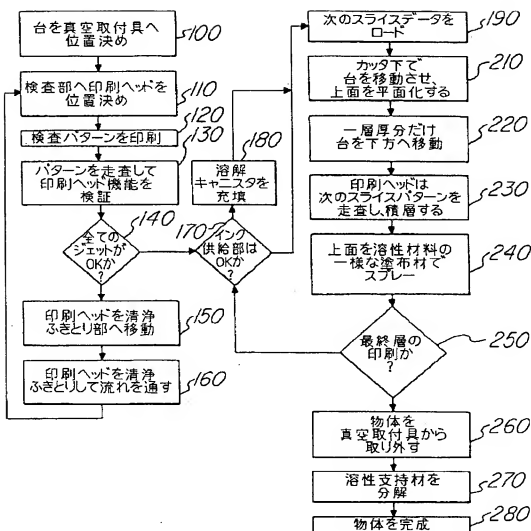 台を真空取付具へ
位置決め
100
検査部へ印刷ヘッドを
位置決め
110
検査パターンを印刷
120
パターンを走査して
印刷ヘッド機能を
検証
130
全ての
ジェットが
OKか
?
140
印刷ヘッドを清浄
ふきとり部へ移動
150
印刷ヘッドを清浄
ふきとりして流れを通す
160
インク
供給部は
OKか
?
170
溶解
キャニスタを
充填
180
次のスライスデータを
ロード
190
カッタ下で
台を移動させ、
上面を平面化する
210
一層厚分だけ
台を下方へ移動
220
印刷ヘッドは
次のスライスパターンを
走査し、積層する
230
上面を溶性材料の
一様な塗布材で
スプレー
240
最終層の
印刷か
?
250
物体を
真空取付具から
取り外す
260
溶性支持材を
分解
270
物体を完成
280